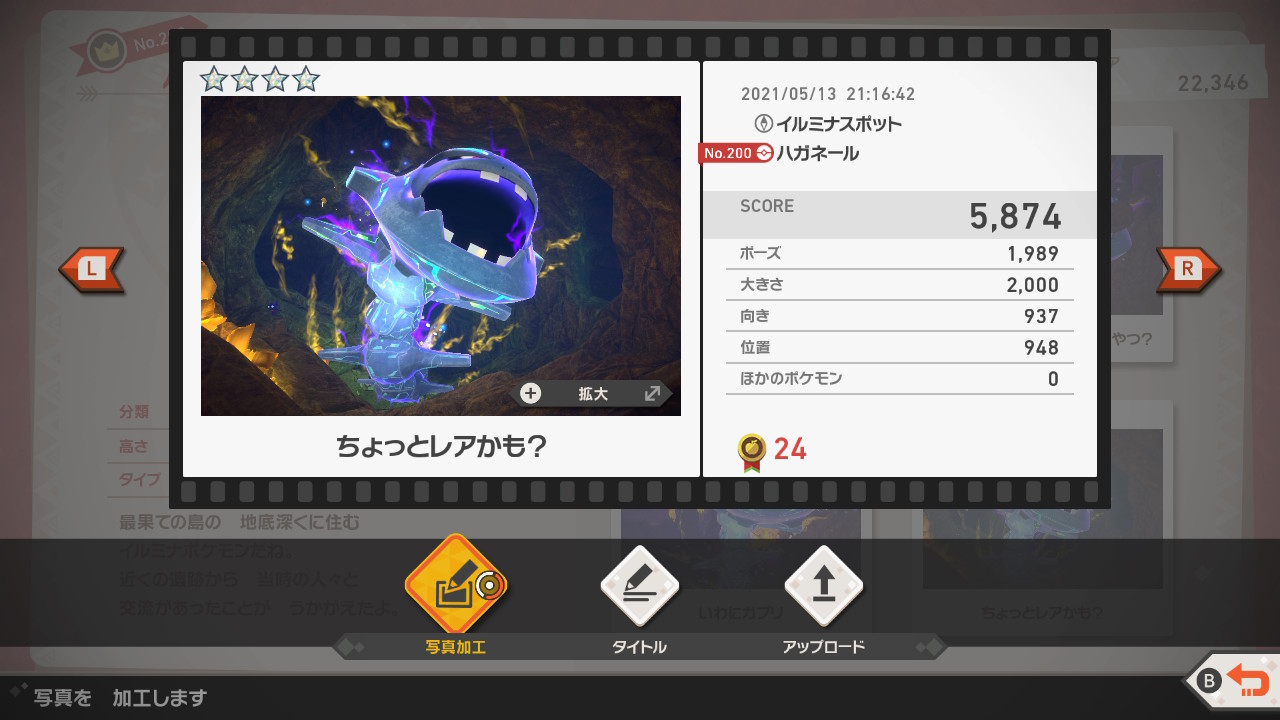 No.2
22,346
2021/05/13 21:16:42
イルミナスポット
No.200 ハガネール
SCORE 5,874
ポーズ 1,989
大きさ 2,000
向き 937
位置 948
ほかのポケモン 0
24
L
R
+ 拡大
ちょっとレアかも?
やつ?
分類
高さ
タイプ
最果ての島の 地底深くに住む
イルミナポケモンだね。
近くの遺跡から 当時の人々と
交流があったことが うかがえたよ。
いわにガブリ
ちょっとレアかも?
写真加工
タイトル
アップロード
写真を 加工します
B